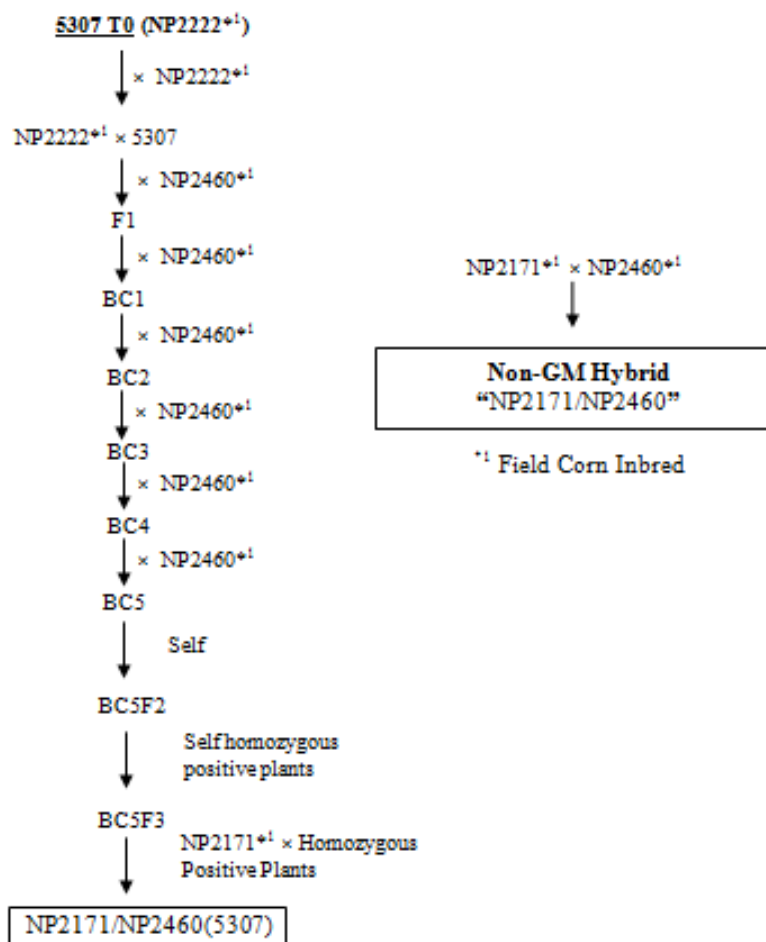 5307 T0 (NP2222*1)
× NP2222*1
NP2222*1 × 5307
× NP2460*1
F1
× NP2460*1
BC1
× NP2460*1
BC2
× NP2460*1
BC3
× NP2460*1
BC4
× NP2460*1
BC5
Self
BC5F2
Self homozygous
positive plants
BC5F3
NP2171*1 × Homozygous
Positive Plants
NP2171/NP2460(5307)
NP2171*1 × NP2460*1
Non-GM Hybrid
“NP2171/NP2460”
*1 Field Corn Inbred